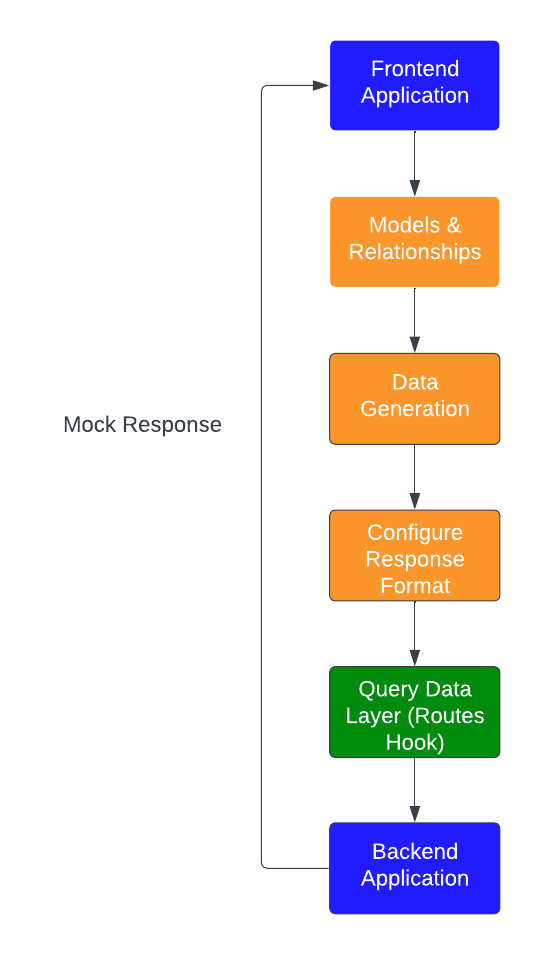 Frontend
Application
Models &
Relationships
Data
Generation
Mock Response
Configure
Response
Format
Query Data
Layer (Routes
Hook)
Backend
Application